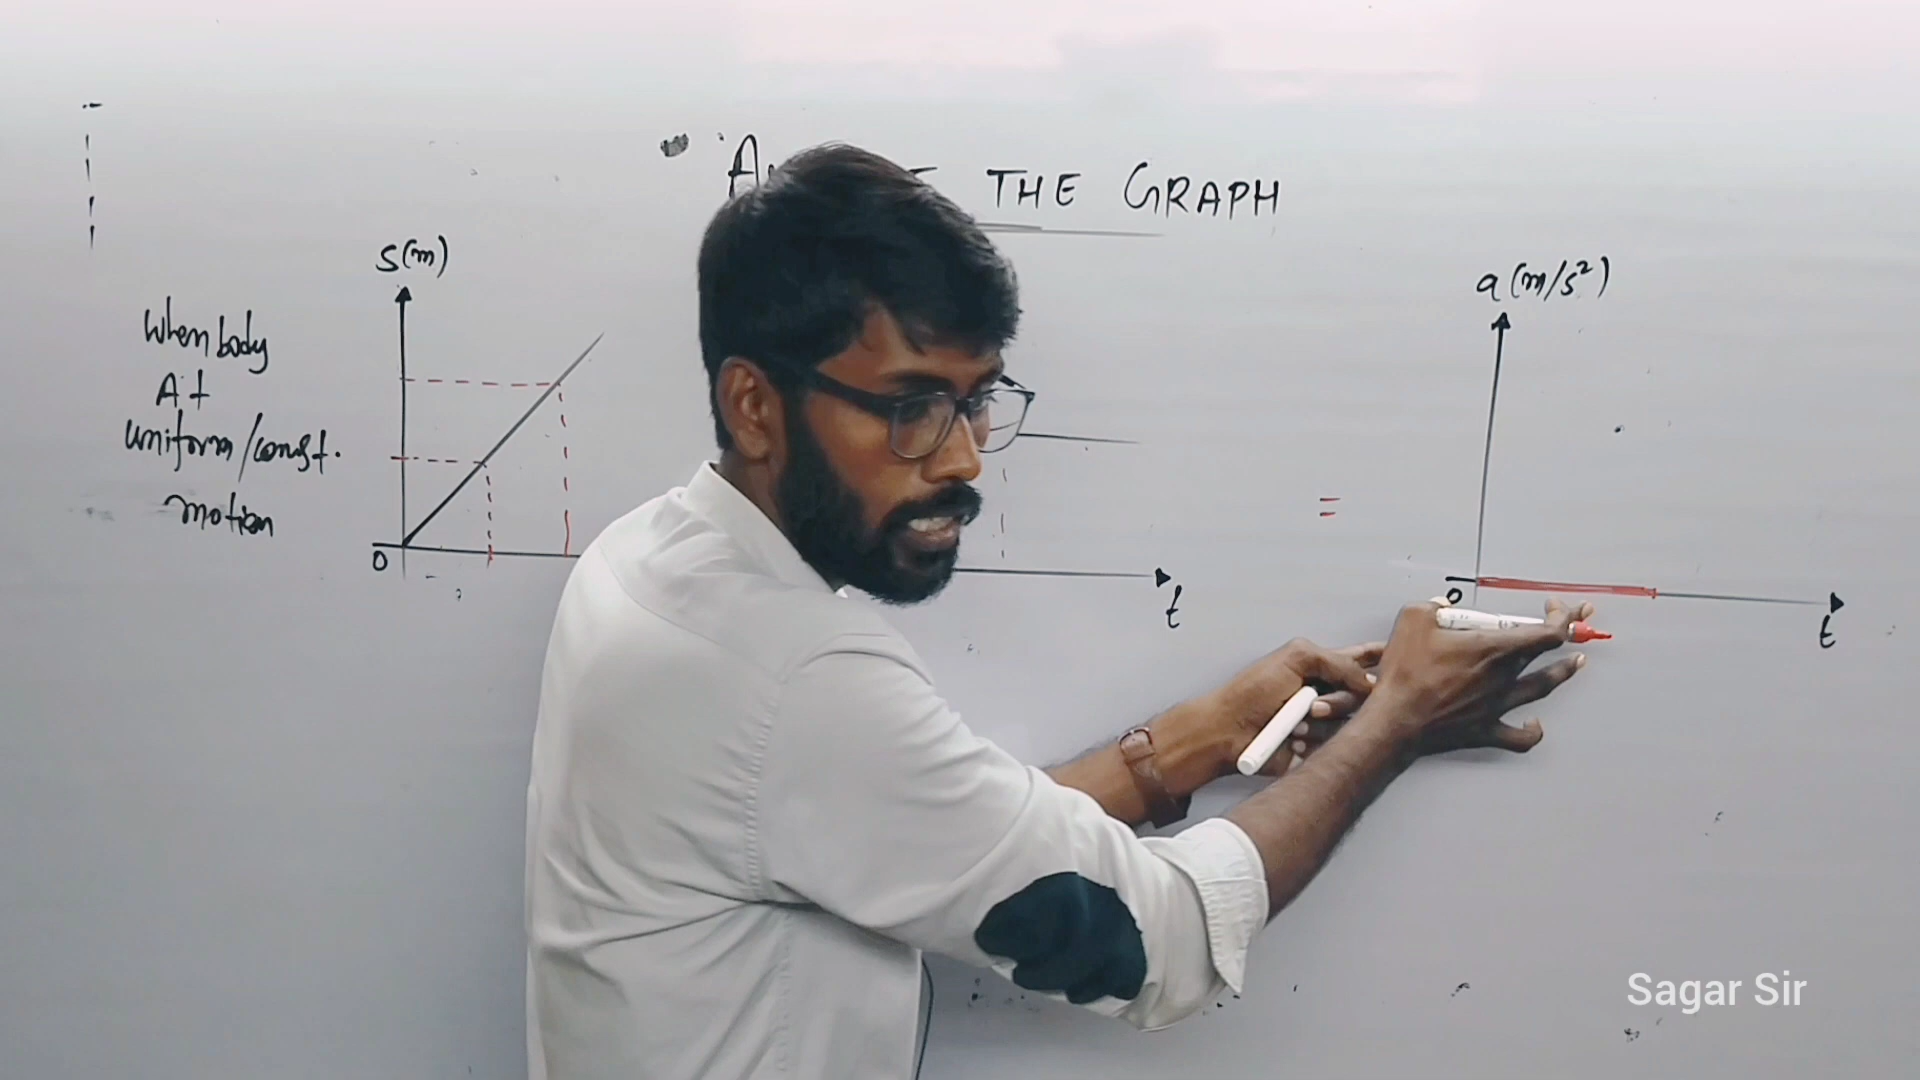 THE GRAPH
S(m)
When body
At
uniform/const.
motion
0
t
=
a (m/s²)
0
t
Sagar Sir